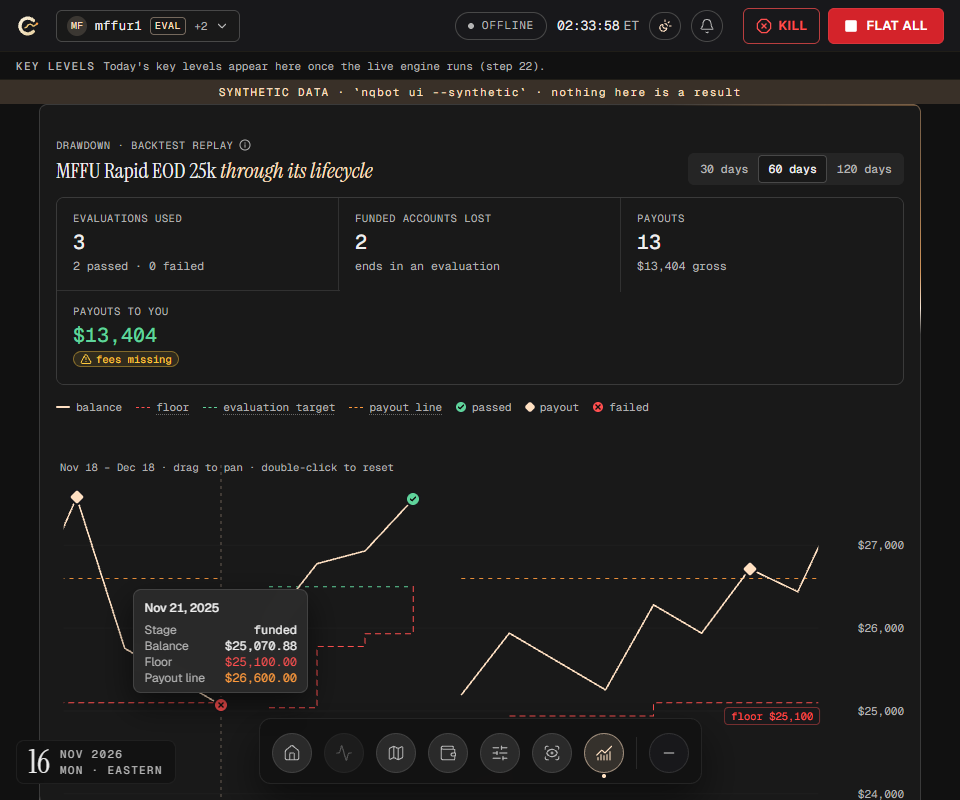 MF mffur1 EVAL +2
OFFLINE
02:33:58 ET
KILL
FLAT ALL
KEY LEVELS Today's key levels appear here once the live engine runs (step 22).
SYNTHETIC DATA · `nqbot ui --synthetic` · nothing here is a result
DRAWDOWN · BACKTEST REPLAY
MFFU Rapid EOD 25k through its lifecycle
30 days 60 days 120 days
EVALUATIONS USED
3
2 passed · 0 failed
FUNDED ACCOUNTS LOST
2
ends in an evaluation
PAYOUTS
13
$13,404 gross
PAYOUTS TO YOU
$13,404
fees missing
balance floor evaluation target payout line passed payout failed
Nov 18 – Dec 18 · drag to pan · double-click to reset
$27,000
$26,000
$25,000
$24,000
Nov 21, 2025
Stage funded
Balance $25,070.88
Floor $25,100.00
Payout line $26,600.00
floor $25,100
16 NOV 2026
MON · EASTERN